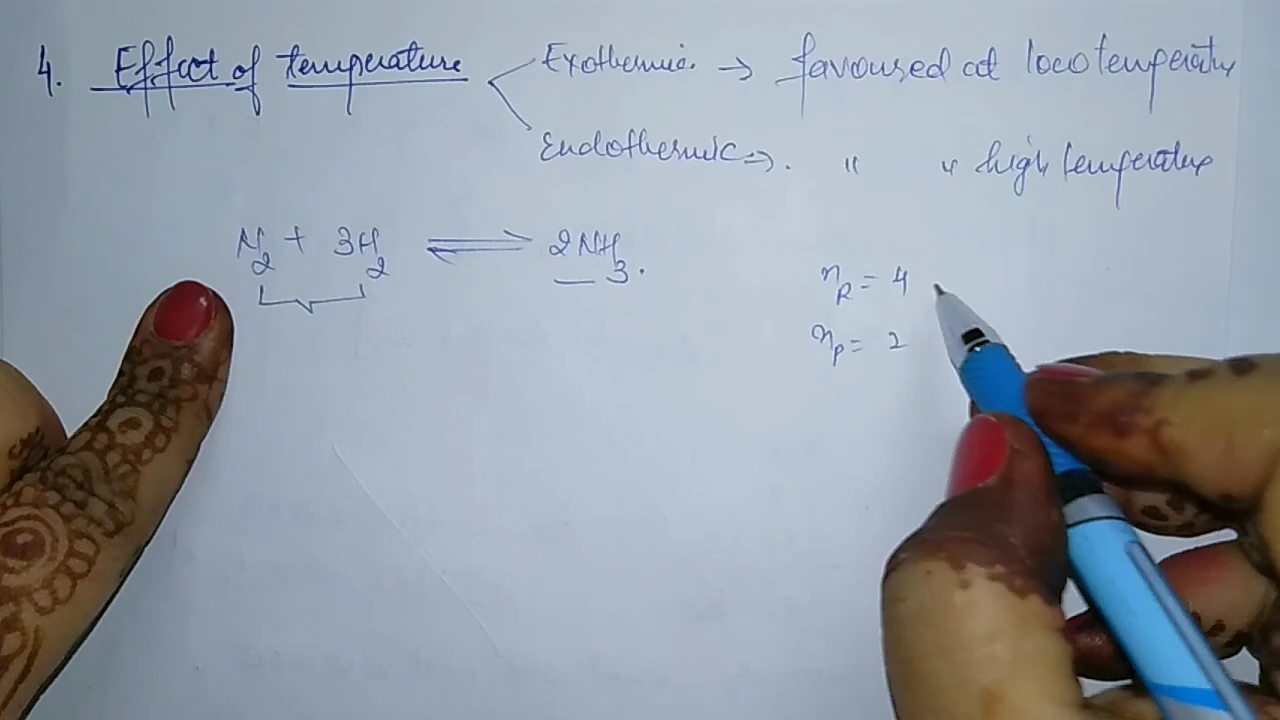 4. Effect of temperature Exothermic. → favoured at low temperature
Endothermic → . " " high temperature
N2 + 3H2 ⇌ 2NH3.
nR = 4
nP = 2